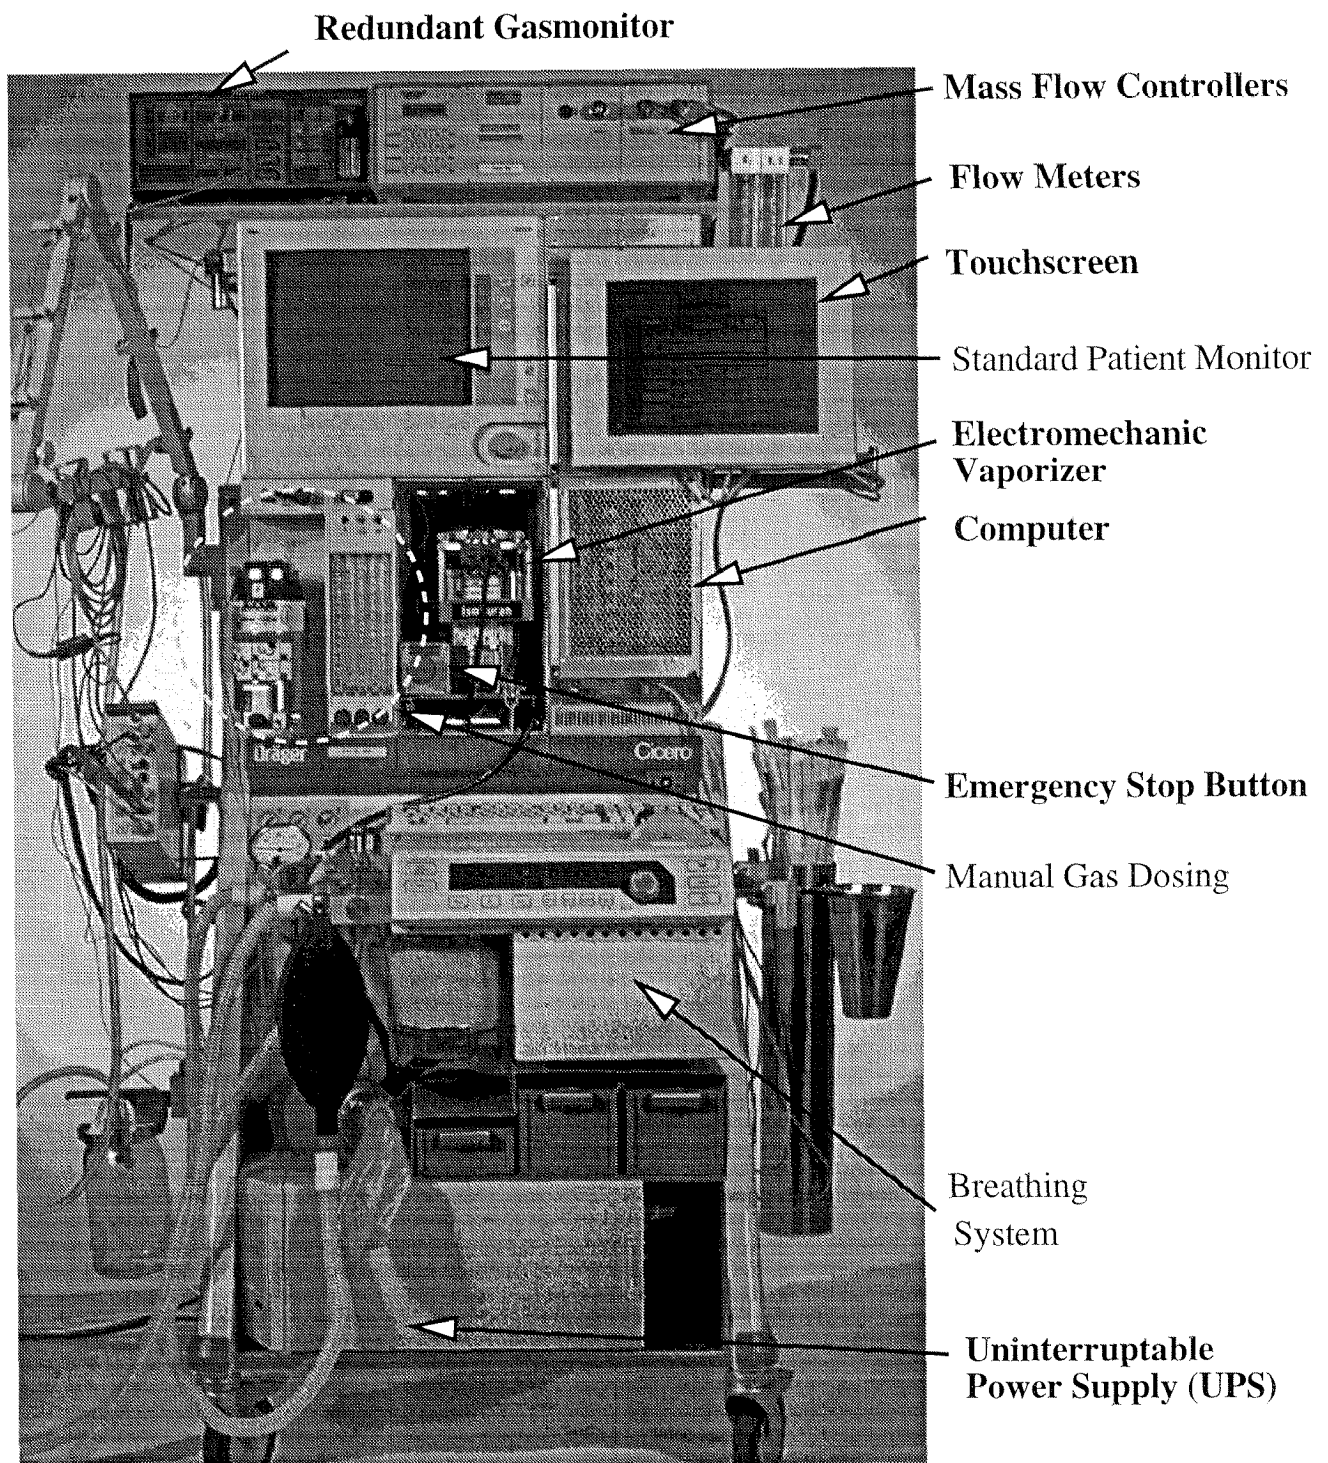 Redundant Gasmonitor
Mass Flow Controllers
Flow Meters
Touchscreen
Standard Patient Monitor
Electromechanic
Vaporizer
Computer
Dräger
Cicero
Emergency Stop Button
Manual Gas Dosing
Breathing
System
Uninterruptable
Power Supply (UPS)